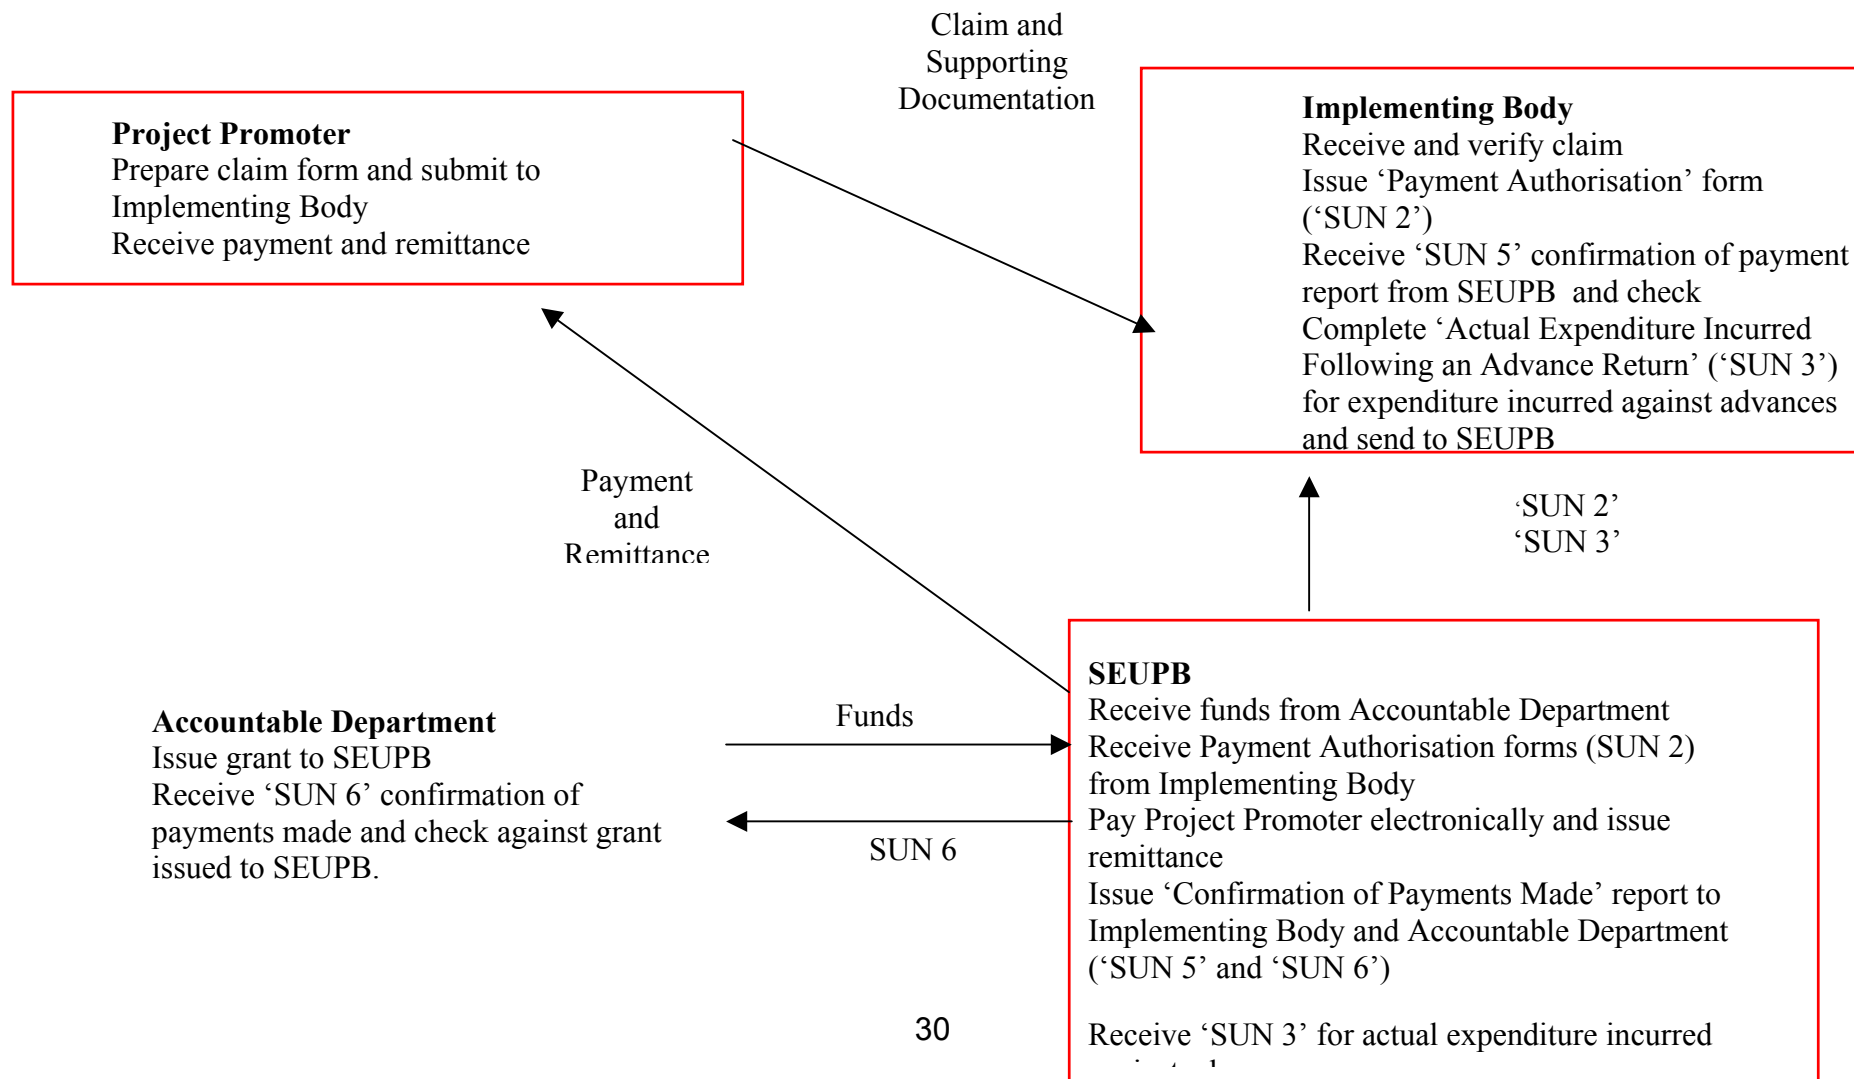 Claim and
Supporting
Documentation
Project Promoter
Prepare claim form and submit to
Implementing Body
Receive payment and remittance
Implementing Body
Receive and verify claim
Issue ‘Payment Authorisation’ form
(‘SUN 2’)
Receive ‘SUN 5’ confirmation of payment
report from SEUPB  and check
Complete ‘Actual Expenditure Incurred
Following an Advance Return’ (‘SUN 3’)
for expenditure incurred against advances
and send to SEUPB
Payment
and
Remittance
‘SUN 2’
‘SUN 3’
Accountable Department
Issue grant to SEUPB
Receive ‘SUN 6’ confirmation of
payments made and check against grant
issued to SEUPB.
Funds
SUN 6
SEUPB
Receive funds from Accountable Department
Receive Payment Authorisation forms (SUN 2)
from Implementing Body
Pay Project Promoter electronically and issue
remittance
Issue ‘Confirmation of Payments Made’ report to
Implementing Body and Accountable Department
(‘SUN 5’ and ‘SUN 6’)
Receive ‘SUN 3’ for actual expenditure incurred
30